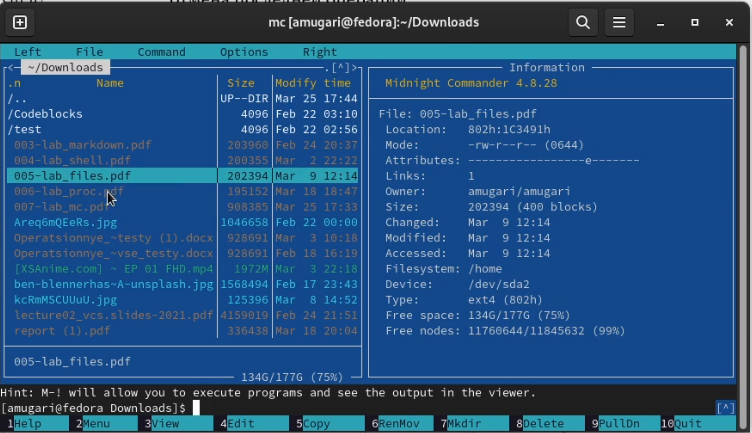 mc [amugari@fedora]:~/Downloads
Left File Command Options Right
<─ ~/Downloads .[^]>
.n Name Size Modify time
/.. UP--DIR Mar 25 17:44
/Codeblocks 4096 Feb 22 03:10
/test 4096 Feb 22 02:56
003-lab_markdown.pdf 203960 Feb 24 20:37
004-lab_shell.pdf 200355 Mar 2 22:22
005-lab_files.pdf 202394 Mar 9 12:14
006-lab_proc.pdf 195152 Mar 18 18:47
007-lab_mc.pdf 908385 Mar 25 17:33
Areq6mQEeRs.jpg 1046658 Feb 22 00:00
Operatsionnye_~testy (1).docx 928691 Mar 3 10:18
Operatsionnye_~vse_testy.docx 928691 Feb 18 16:19
[XSAnime.com] ~ EP 01 FHD.mp4 1972M Mar 3 22:18
ben-blennerhas~A-unsplash.jpg 1568494 Feb 17 23:43
kcRmMSCUUuU.jpg 125396 Mar 8 14:52
lecture02_vcs.slides-2021.pdf 4159019 Feb 24 21:51
report (1).pdf 336438 Mar 18 20:04
005-lab_files.pdf
134G/177G (75%)
Information
Midnight Commander 4.8.28
File: 005-lab_files.pdf
Location: 802h:1C3491h
Mode: -rw-r--r-- (0644)
Attributes: -----------------e-------
Links: 1
Owner: amugari/amugari
Size: 202394 (400 blocks)
Changed: Mar 9 12:14
Modified: Mar 9 12:14
Accessed: Mar 9 12:14
Filesystem: /home
Device: /dev/sda2
Type: ext4 (802h)
Free space: 134G/177G (75%)
Free nodes: 11760644/11845632 (99%)
Hint: M-! will allow you to execute programs and see the output in the viewer.
[amugari@fedora Downloads]$ [^]
1Help 2Menu 3View 4Edit 5Copy 6RenMov 7Mkdir 8Delete 9PullDn 10Quit